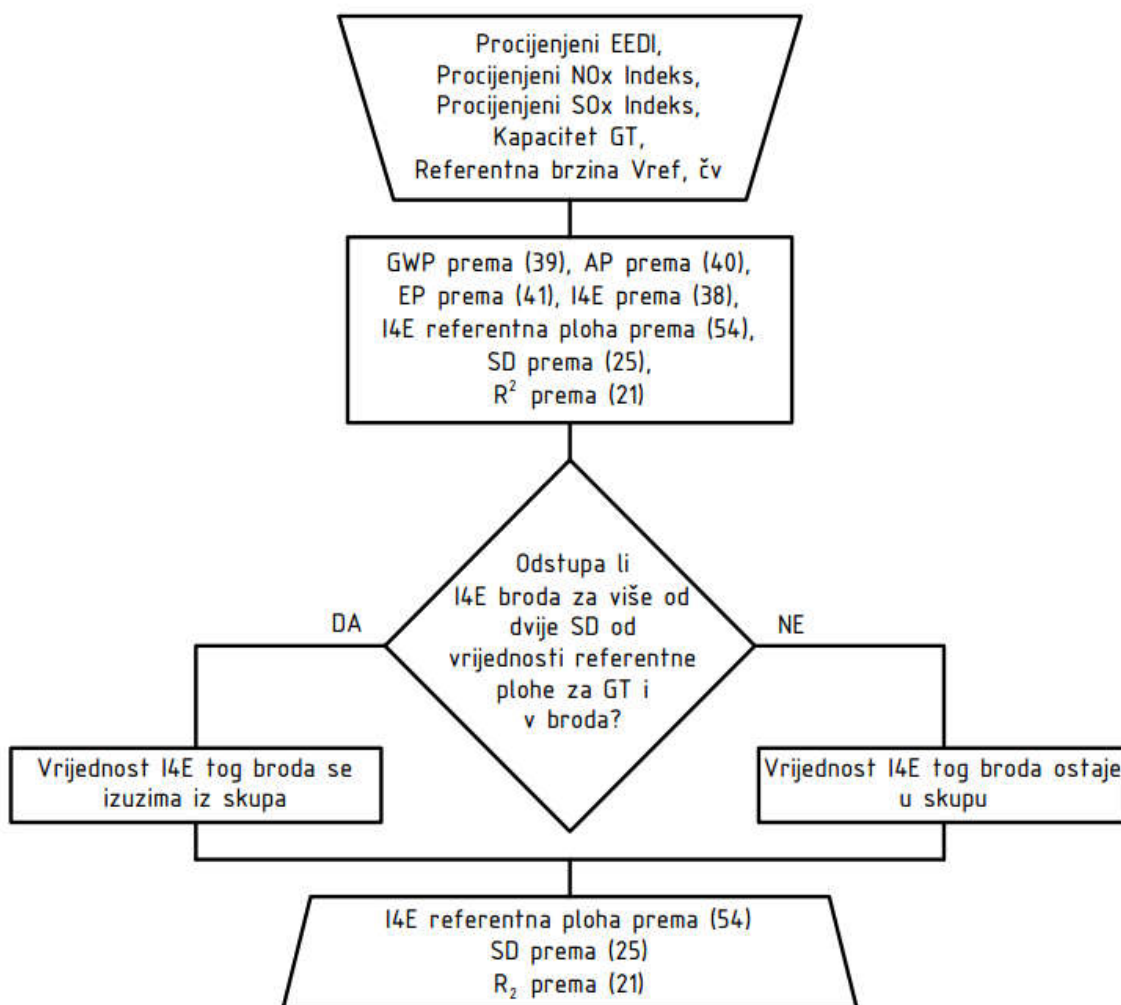 Procijenjeni EEDI,
Procijenjeni NOx Indeks,
Procijenjeni SOx Indeks,
Kapacitet GT,
Referentna brzina Vref, čv
GWP prema (39), AP prema (40),
EP prema (41), I4E prema (38),
I4E referentna ploha prema (54),
SD prema (25),
R² prema (21)
Odstupa li
I4E broda za više od
dvije SD od
vrijednosti referentne
plohe za GT i
v broda?
DA
NE
Vrijednost I4E tog broda se
izuzima iz skupa
Vrijednost I4E tog broda ostaje
u skupu
I4E referentna ploha prema (54)
SD prema (25)
R₂ prema (21)